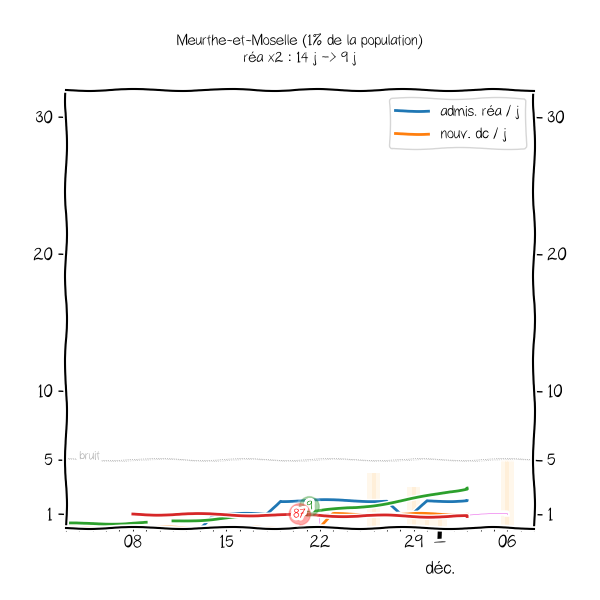 Meurthe-et-Moselle (1% de la population)
réa x2 : 14 j -> 9 j
admis. réa / j
nouv. dc / j
30
30
20
20
10
10
5
bruit
5
9
87
1
1
08
15
22
29
06
déc.